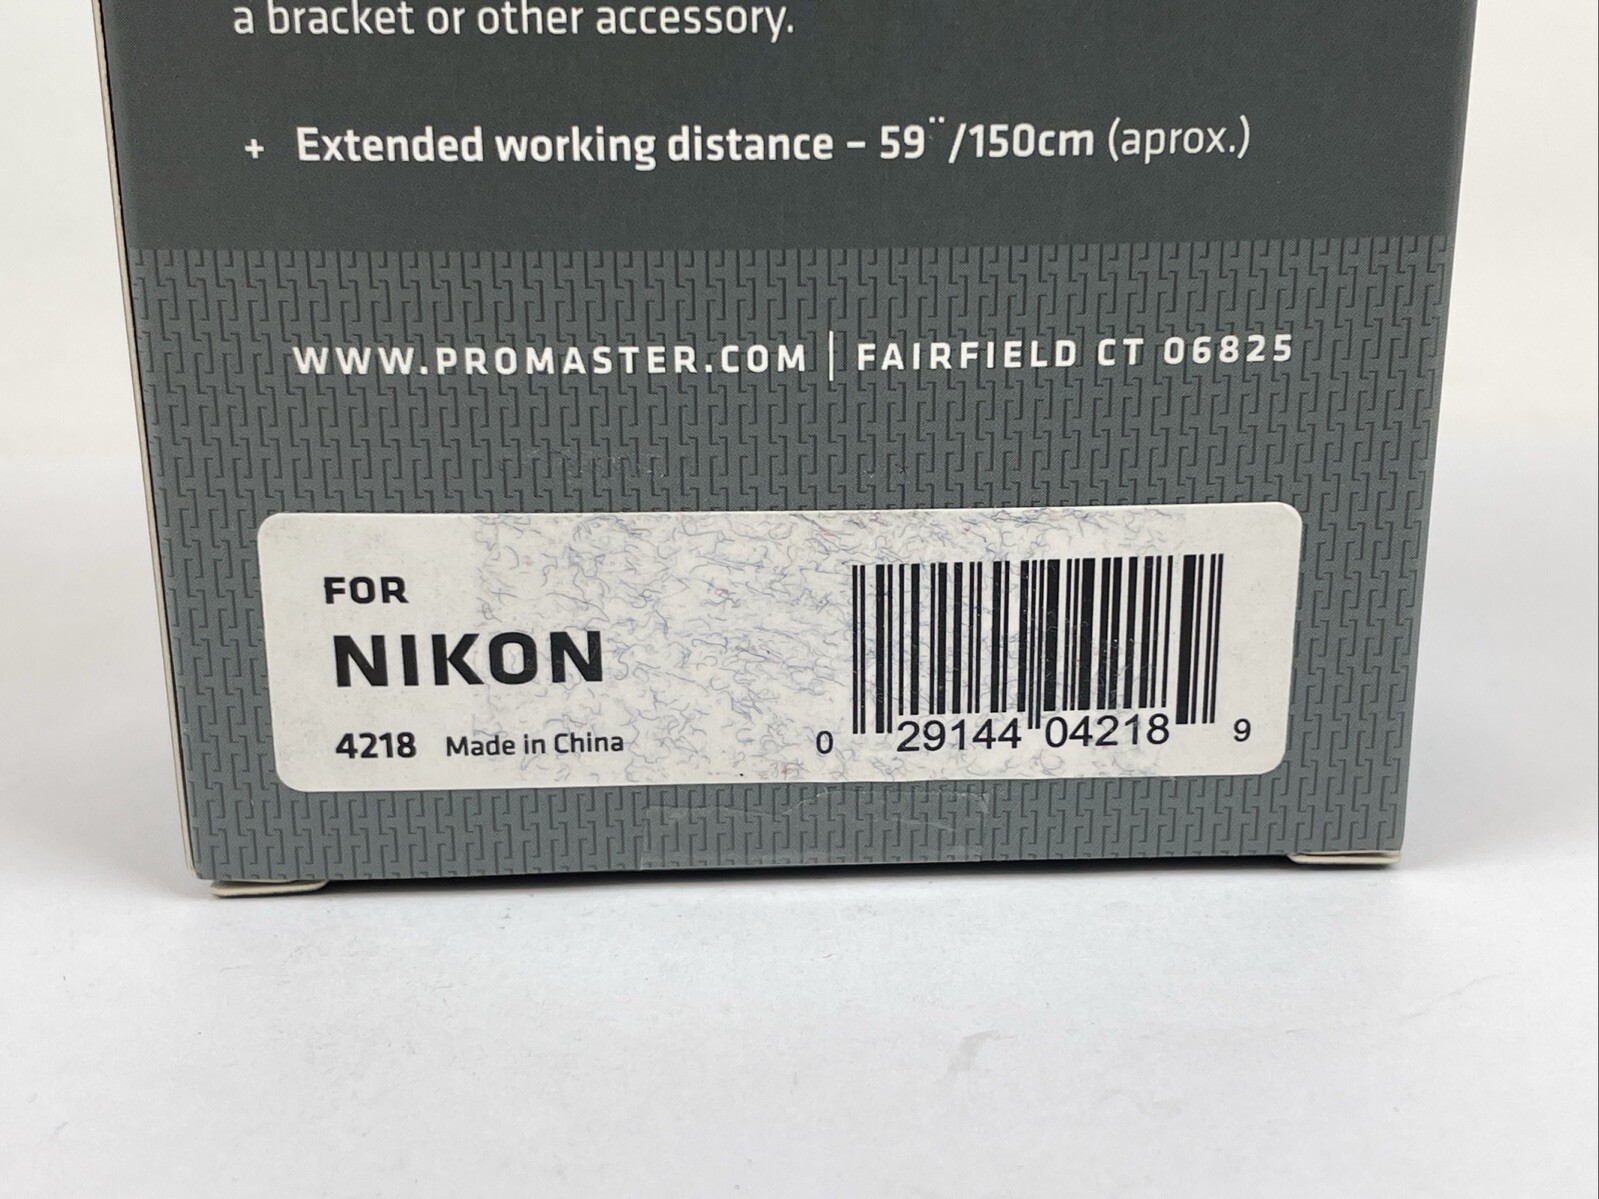 a bracket or other accessory.
+ Extended working distance – 59¨/150cm (aprox.)
WWW.PROMASTER.COM | FAIRFIELD CT 06825
FOR
NIKON
4218 Made in China
0 29144 04218 9